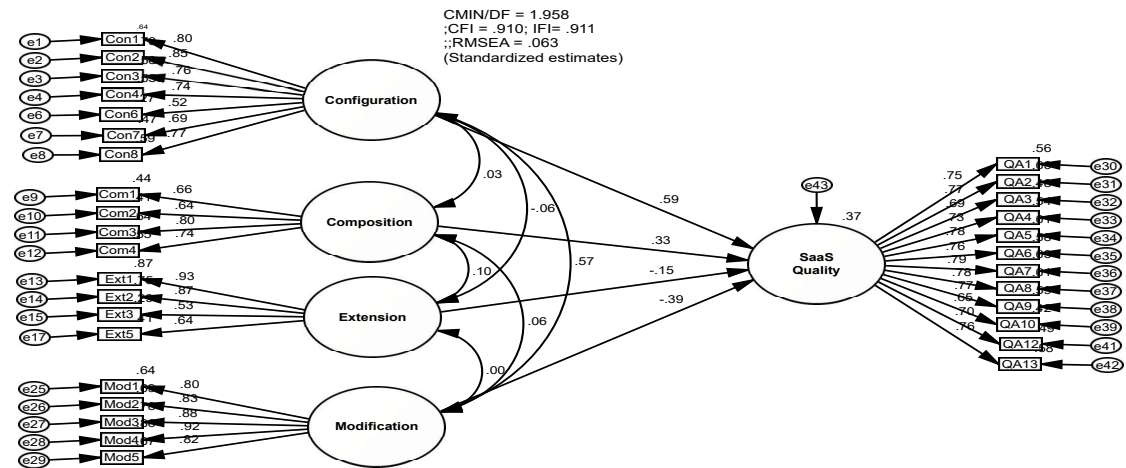 CMIN/DF = 1.958
;CFI = .910; IFI= .911
;;RMSEA = .063
(Standardized estimates)
.64
e1 Con1 .80
e2 Con2 .85
e3 Con3 .76
e4 Con4 .74
e6 Con6 .52
e7 Con7 .69
e8 Con8 .77
Configuration
.44
e9 Com1 .66
e10 Com2 .64
e11 Com3 .80
e12 Com4 .74
Composition
.87
e13 Ext1 .93
e14 Ext2 .87
e15 Ext3 .53
e17 Ext5 .64
Extension
.64
e25 Mod1 .80
e26 Mod2 .83
e27 Mod3 .88
e28 Mod4 .92
e29 Mod5 .82
Modification
.03
-.06
.57
.10
.06
.00
.59
.33
-.15
-.39
e43
.37
SaaS
Quality
.56
.75 QA1 e30
.77 QA2 e31
.69 QA3 e32
.73 QA4 e33
.78 QA5 e34
.76 QA6 e35
.79 QA7 e36
.78 QA8 e37
.77 QA9 e38
.65 QA10 e39
.70 QA12 e41
.76 QA13 e42